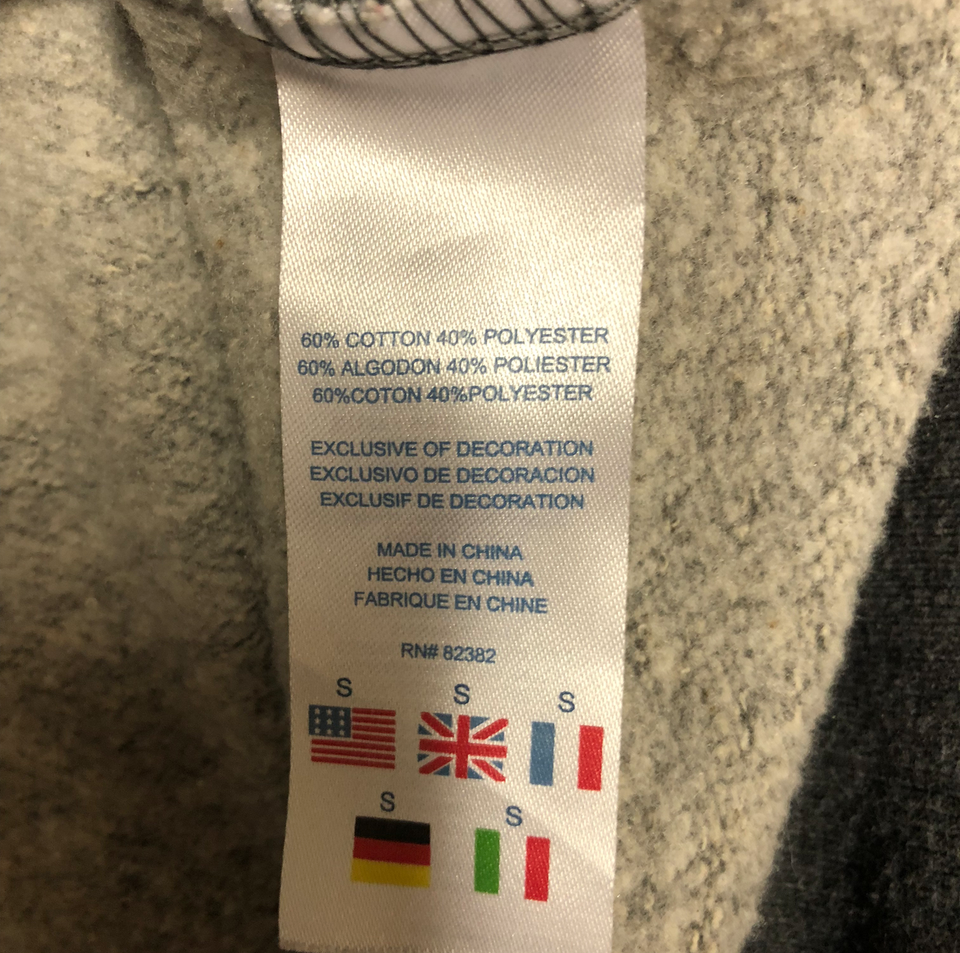 60% COTTON 40% POLYESTER
60% ALGODON 40% POLIESTER
60%COTON 40%POLYESTER
EXCLUSIVE OF DECORATION
EXCLUSIVO DE DECORACION
EXCLUSIF DE DECORATION
MADE IN CHINA
HECHO EN CHINA
FABRIQUE EN CHINE
RN# 82382
S S S
S S